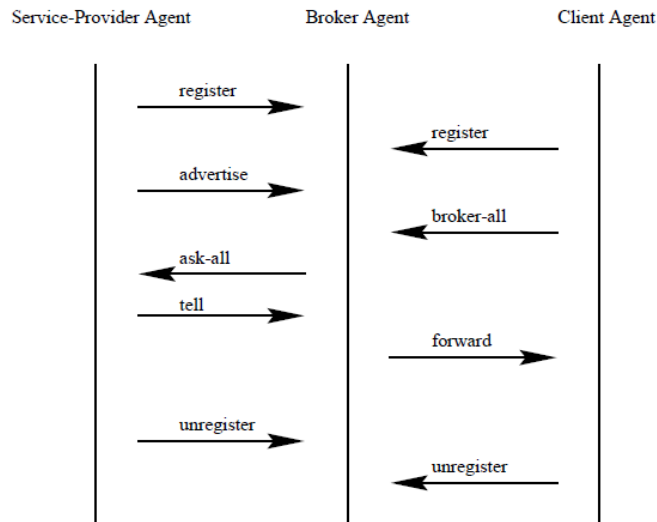 Service-Provider Agent Broker Agent Client Agent
register
register
advertise
broker-all
ask-all
tell
forward
unregister
unregister